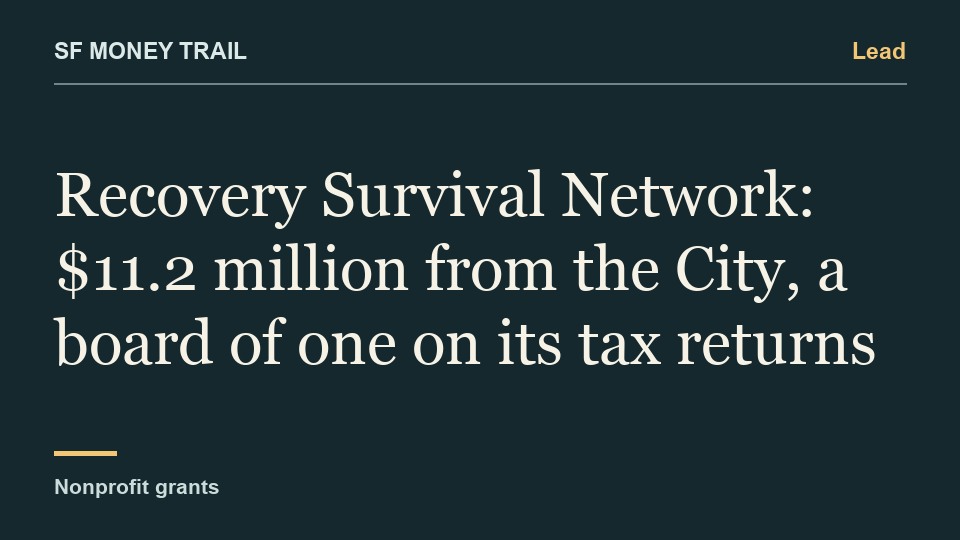 SF MONEY TRAIL
Lead
Recovery Survival Network:
$11.2 million from the City, a
board of one on its tax returns
Nonprofit grants